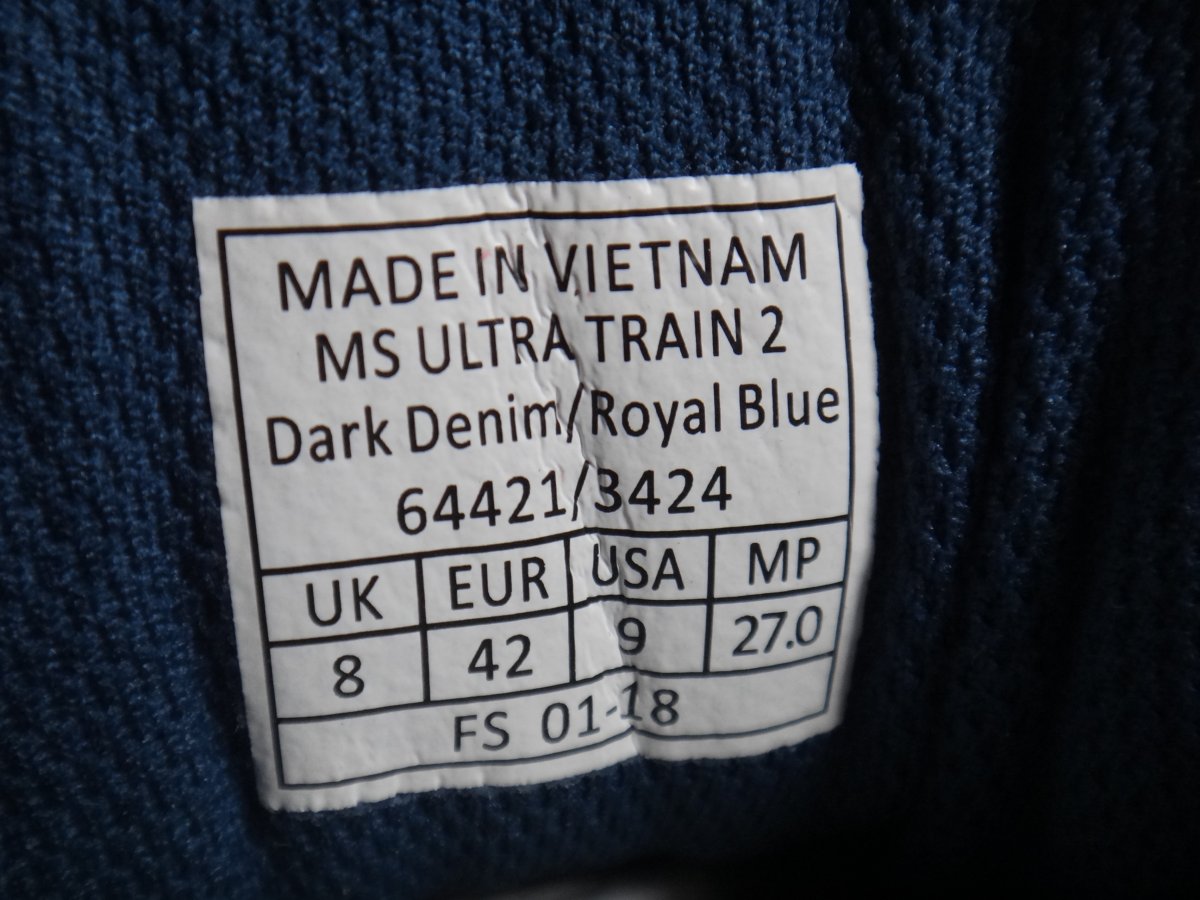 MADE IN VIETNAM
MS ULTRA TRAIN 2
Dark Denim/Royal Blue
64421/3424
UK EUR USA MP
8 42 9 27.0
FS 01-18